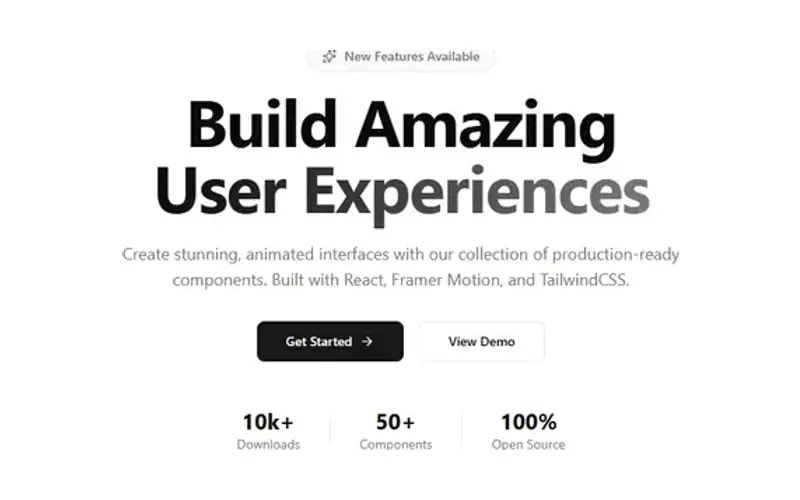 New Features Available
Build Amazing
User Experiences
Create stunning, animated interfaces with our collection of production-ready
components. Built with React, Framer Motion, and TailwindCSS.
Get Started →
View Demo
10k+
Downloads
50+
Components
100%
Open Source